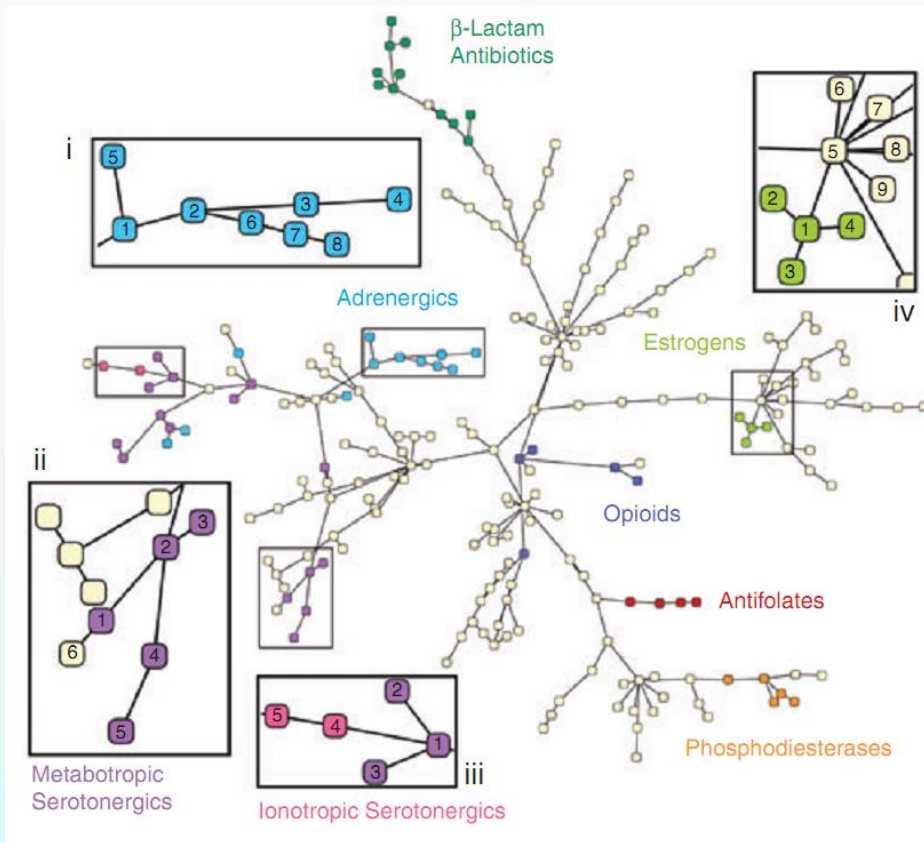 β-Lactam
Antibiotics
i
5
1
2
3
4
6
7
8
Adrenergics
6
7
5
8
9
2
1
4
3
iv
Estrogens
ii
3
2
1
6
4
5
Metabotropic
Serotonergics
2
5
4
1
3
iii
Ionotropic Serotonergics
Opioids
Antifolates
Phosphodiesterases